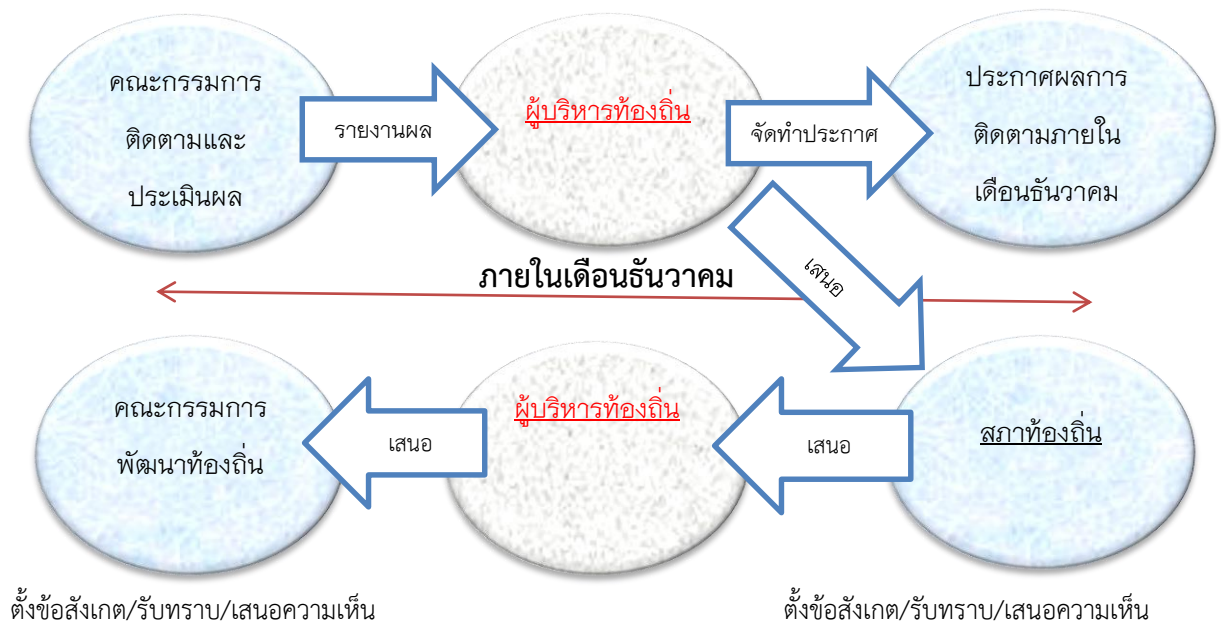 คณะกรรมการ
ติดตามและ
ประเมินผล
รายงานผล
ผู้บริหารท้องถิ่น
จัดทำประกาศ
ประกาศผลการ
ติดตามภายใน
เดือนธันวาคม
เสนอ
ภายในเดือนธันวาคม
คณะกรรมการ
พัฒนาท้องถิ่น
เสนอ
ผู้บริหารท้องถิ่น
เสนอ
สภาท้องถิ่น
ตั้งข้อสังเกต/รับทราบ/เสนอความเห็น
ตั้งข้อสังเกต/รับทราบ/เสนอความเห็น